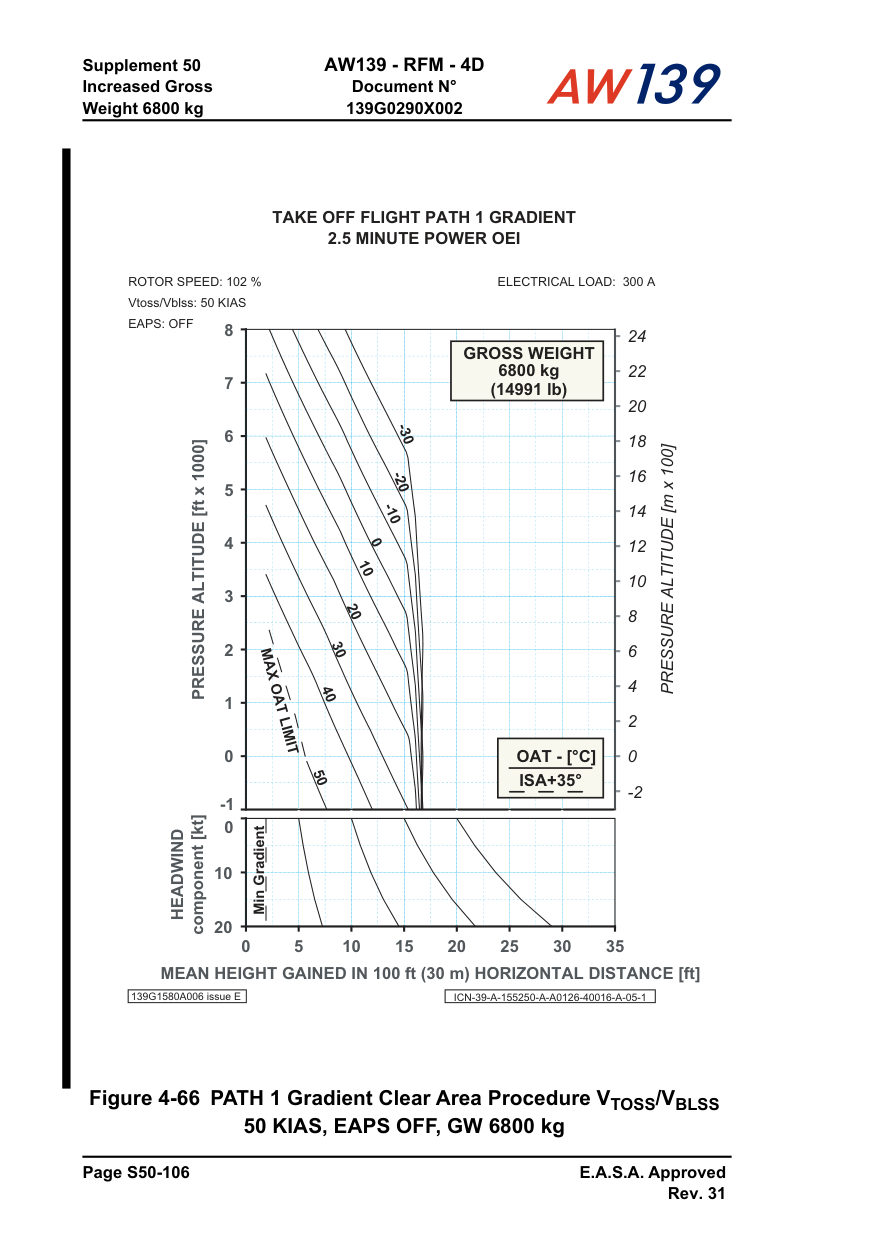 Supplement 50
Increased Gross
Weight 6800 kg
AW139 - RFM - 4D
Document N°
139G0290X002
AW139
TAKE OFF FLIGHT PATH 1 GRADIENT
2.5 MINUTE POWER OEI
ROTOR SPEED: 102 %
ELECTRICAL LOAD: 300 A
Vtoss/Vblss: 50 KIAS
EAPS: OFF
GROSS WEIGHT
6800 kg
(14991 lb)
8
7
6
5
4
3
2
1
0
-1
PRESSURE ALTITUDE [ft x 1000]
24
22
20
18
16
14
12
10
8
6
4
2
0
-2
PRESSURE ALTITUDE [m x 100]
-30
-20
-10
0
10
20
30
40
50
MAX OAT LIMIT
OAT - [°C]
ISA+35°
HEADWIND
component [kt]
0
10
20
Min Gradient
0 5 10 15 20 25 30 35
MEAN HEIGHT GAINED IN 100 ft (30 m) HORIZONTAL DISTANCE [ft]
139G1580A006 issue E
ICN-39-A-155250-A-A0126-40016-A-05-1
Figure 4-66 PATH 1 Gradient Clear Area Procedure VTOSS/VBLSS
50 KIAS, EAPS OFF, GW 6800 kg
Page S50-106
E.A.S.A. Approved
Rev. 31